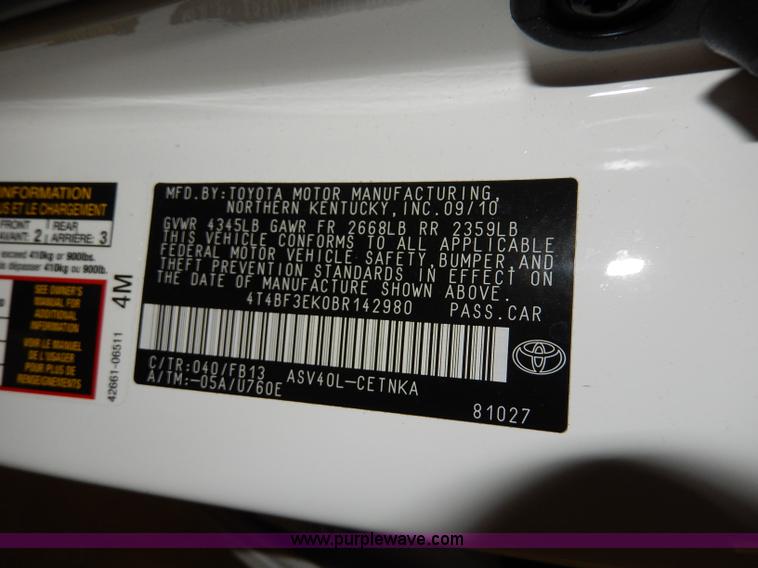 INFORMATION
US ET LE CHARGEMENT
FRONT
AVANT: 2
REAR
ARRIÈRE: 3
exceed 410kg or 900lbs.
dépasser 410kg ou 900lb.
SEE OWNER'S
MANUAL FOR
ADDITIONAL
INFORMATION
VOIR LE MANUEL
DE L'USAGER
POUR PLUS DE
RENSEIGNEMENTS
4M
42661-06511
MFD.BY:TOYOTA MOTOR MANUFACTURING,
NORTHERN KENTUCKY, INC.09/10
GVWR 4345LB GAWR FR 2668LB RR 2359LB
THIS VEHICLE CONFORMS TO ALL APPLICABLE
FEDERAL MOTOR VEHICLE SAFETY,BUMPER,AND
THEFT PREVENTION STANDARDS IN EFFECT ON
THE DATE OF MANUFACTURE SHOWN ABOVE.
4T4BF3EK0BR142980 PASS.CAR
C/TR:040/FB13 ASV40L-CETNKA
A/TM:-05A/U760E
81027
www.purplewave.com